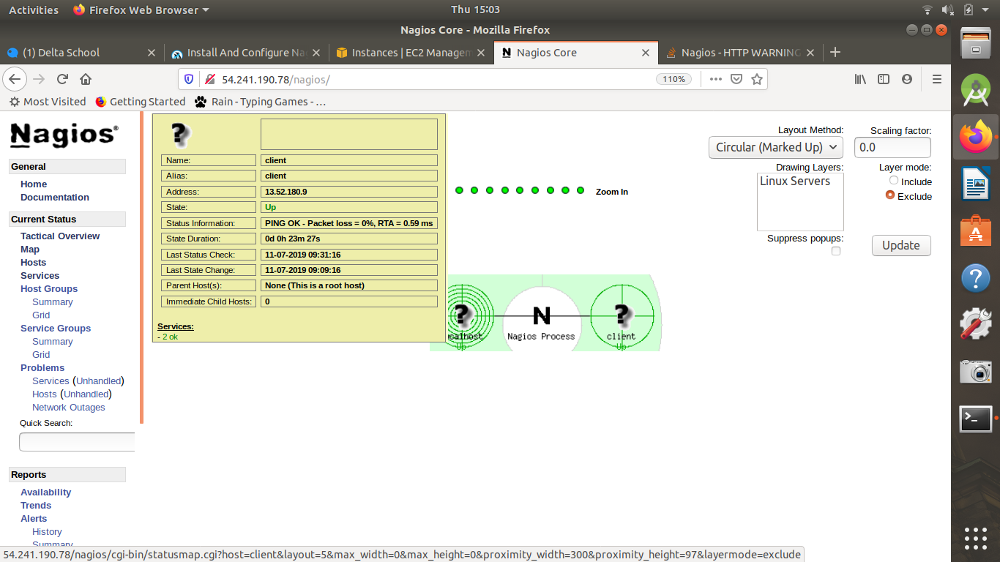 Activities Firefox Web Browser Thu 15:03
Nagios Core - Mozilla Firefox
(1) Delta School Install And Configure Na Instances | EC2 Managem Nagios Core Nagios - HTTP WARNING
54.241.190.78/nagios/ 110%
Most Visited Getting Started Rain - Typing Games - …
Nagios®
General
Home
Documentation
Current Status
Tactical Overview
Map
Hosts
Services
Host Groups
Summary
Grid
Service Groups
Summary
Grid
Problems
Services (Unhandled)
Hosts (Unhandled)
Network Outages
Quick Search:
Reports
Availability
Trends
Alerts
History
Summary
Name: client
Alias: client
Address: 13.52.180.9
State: Up
Status Information: PING OK - Packet loss = 0%, RTA = 0.59 ms
State Duration: 0d 0h 23m 27s
Last Status Check: 11-07-2019 09:31:16
Last State Change: 11-07-2019 09:09:16
Parent Host(s): None (This is a root host)
Immediate Child Hosts: 0
Services:
- 2 ok
Zoom In
calhost
Up
N
Nagios Process
client
Up
Layout Method: Scaling factor:
Circular (Marked Up) 0.0
Drawing Layers: Layer mode:
Linux Servers Include
Exclude
Suppress popups:
Update
54.241.190.78/nagios/cgi-bin/statusmap.cgi?host=client&layout=5&max_width=0&max_height=0&proximity_width=300&proximity_height=97&layermode=exclude